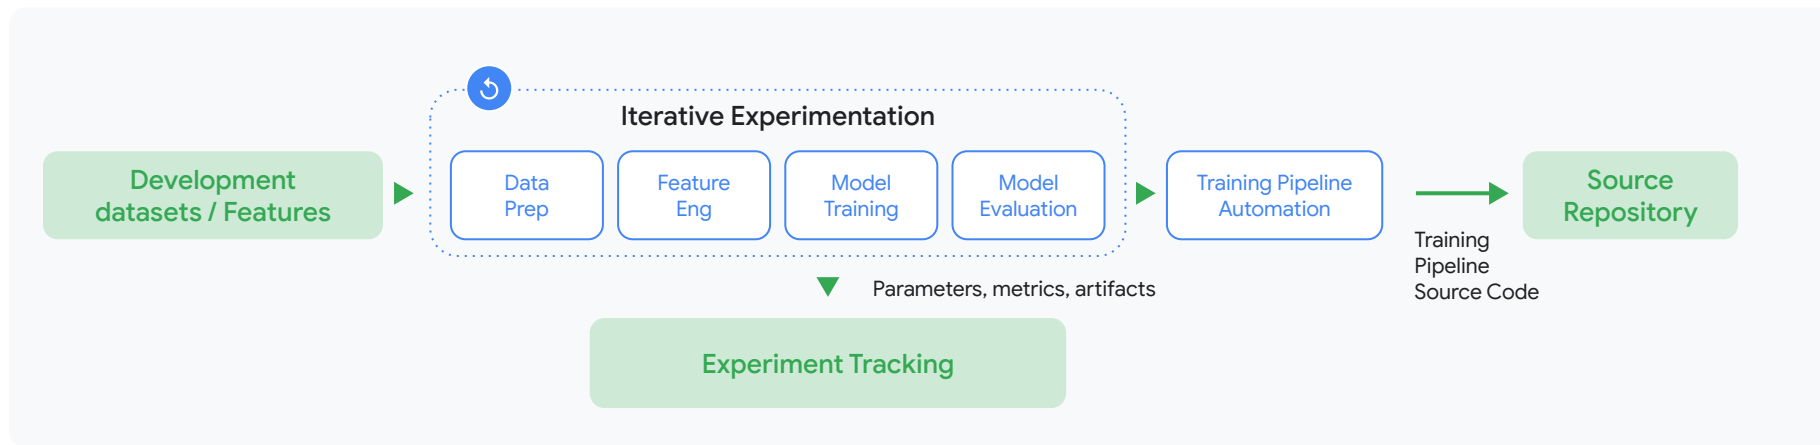 Iterative Experimentation
Development
datasets / Features
Data
Prep
Feature
Eng
Model
Training
Model
Evaluation
Training Pipeline
Automation
Source
Repository
Training
Pipeline
Source Code
Parameters, metrics, artifacts
Experiment Tracking